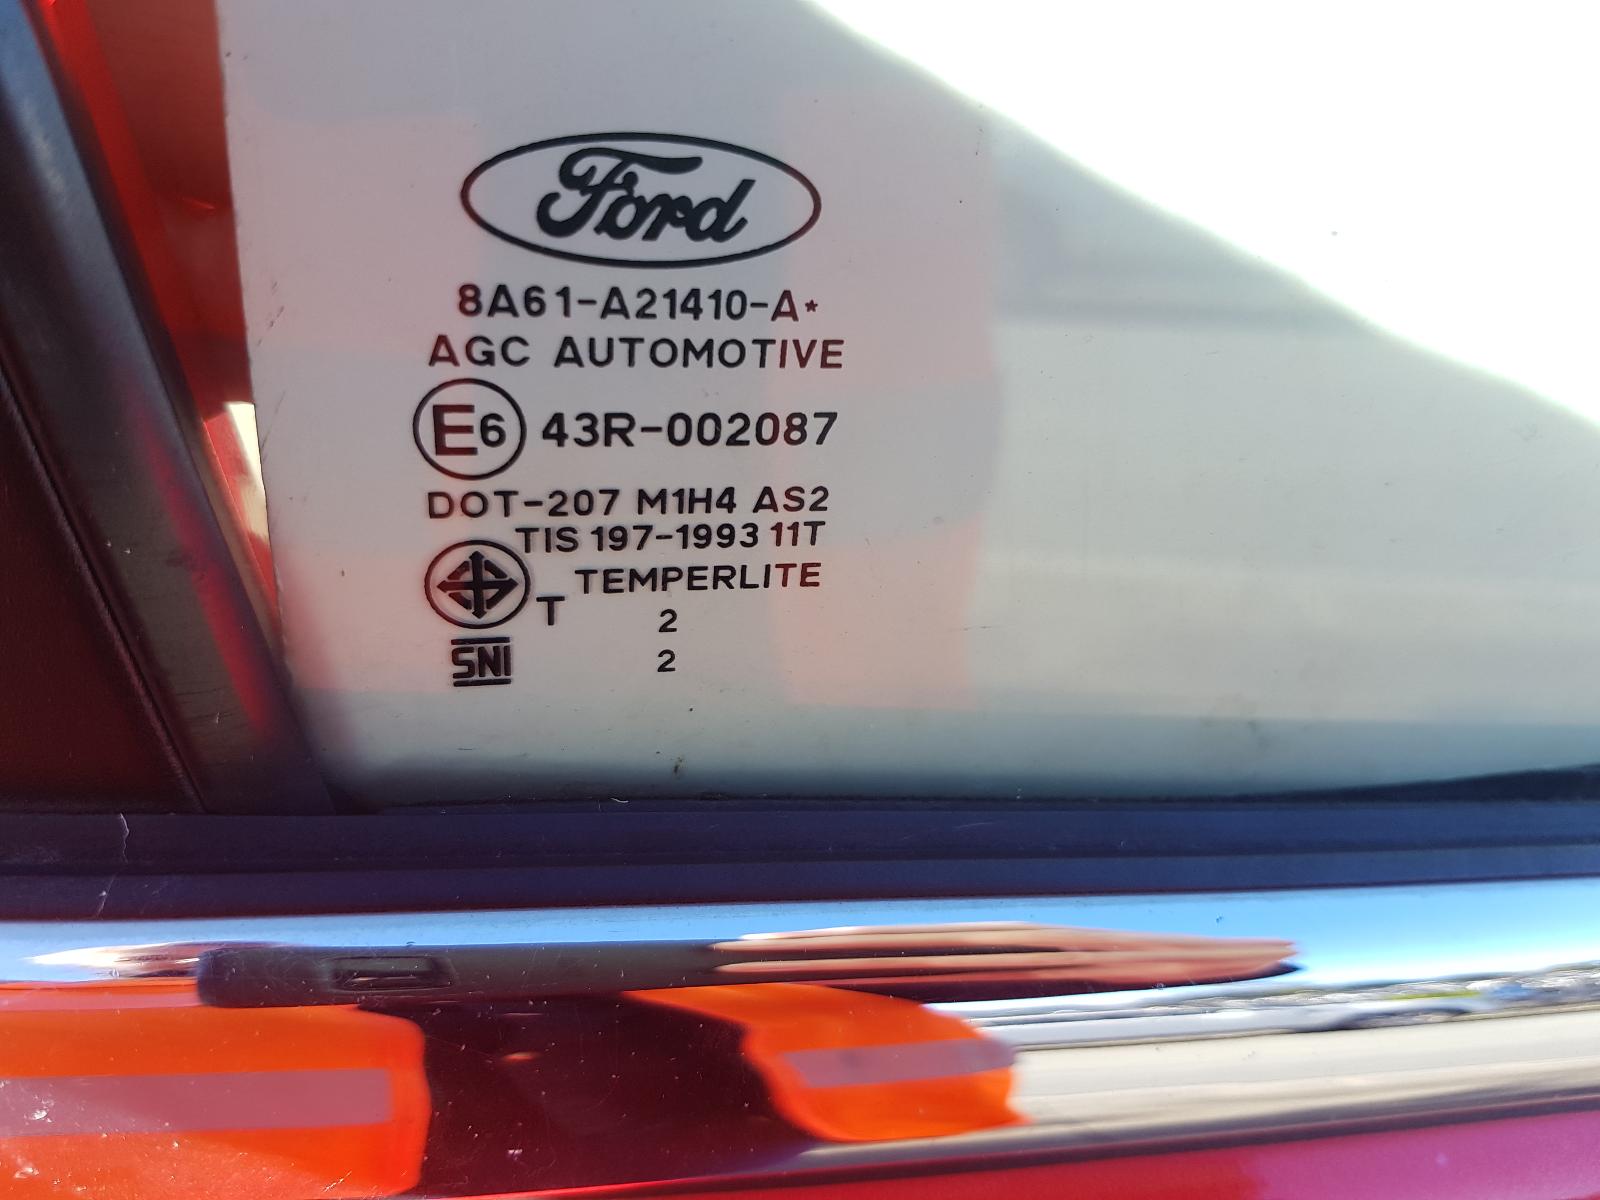 Ford
8A61-A21410-A*
AGC AUTOMOTIVE
E6 43R-002087
DOT-207 M1H4 AS2
TIS 197-1993 11T
TEMPERLITE
T 2
SNI 2